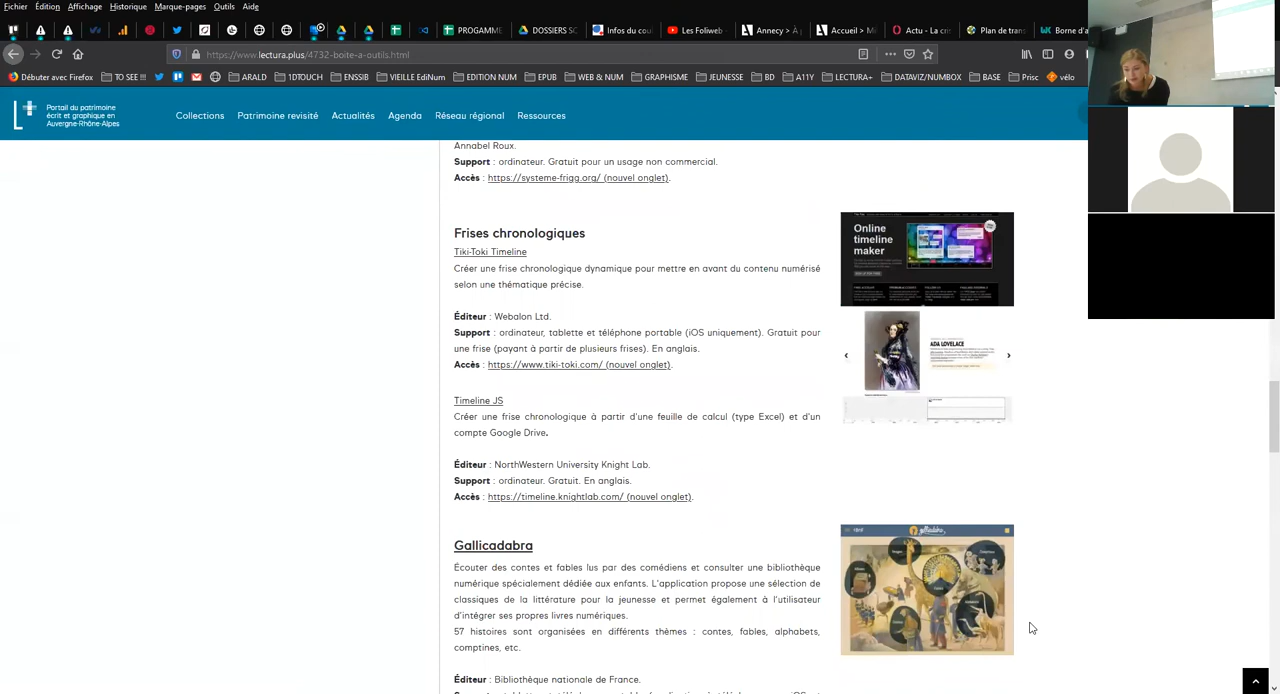 Fichier Édition Affichage Historique Marque-pages Outils Aide
PROGAMME DOSSIERS SC Infos du coul Les Foliweb Annecy > À p Accueil > Mé Actu - La cri Plan de trans Borne d'a
https://www.lectura.plus/4732-boite-a-outils.html
Débuter avec Firefox TO SEE !!! ARALD 1DTOUCH ENSSIB VIEILLE EdiNum EDITION NUM EPUB WEB & NUM GRAPHISME JEUNESSE BD A11Y LECTURA+ DATAVIZ/NUMBOX BASE Prisc vélo
Portail du patrimoine
écrit et graphique en
Auvergne-Rhône-Alpes
Collections Patrimoine revisité Actualités Agenda Réseau régional Ressources
Annabel Roux.
Support : ordinateur. Gratuit pour un usage non commercial.
Accès : https://systeme-frigg.org/ (nouvel onglet).
Frises chronologiques
Tiki-Toki Timeline
Créer une frise chronologique dynamique pour mettre en avant du contenu numérisé
selon une thématique précise.
Éditeur : Webalon Ltd.
Support : ordinateur, tablette et téléphone portable (iOS uniquement). Gratuit pour
une frise (payant à partir de plusieurs frises). En anglais.
Accès : https://www.tiki-toki.com/ (nouvel onglet).
Online
timeline
maker
ADA LOVELACE
Timeline JS
Créer une frise chronologique à partir d'une feuille de calcul (type Excel) et d'un
compte Google Drive.
Éditeur : NorthWestern University Knight Lab.
Support : ordinateur. Gratuit. En anglais.
Accès : https://timeline.knightlab.com/ (nouvel onglet).
Gallicadabra
Écouter des contes et fables lus par des comédiens et consulter une bibliothèque
numérique spécialement dédiée aux enfants. L'application propose une sélection de
classiques de la littérature pour la jeunesse et permet également à l'utilisateur
d'intégrer ses propres livres numériques.
57 histoires sont organisées en différents thèmes : contes, fables, alphabets,
comptines, etc.
gallicadabra
Éditeur : Bibliothèque nationale de France.